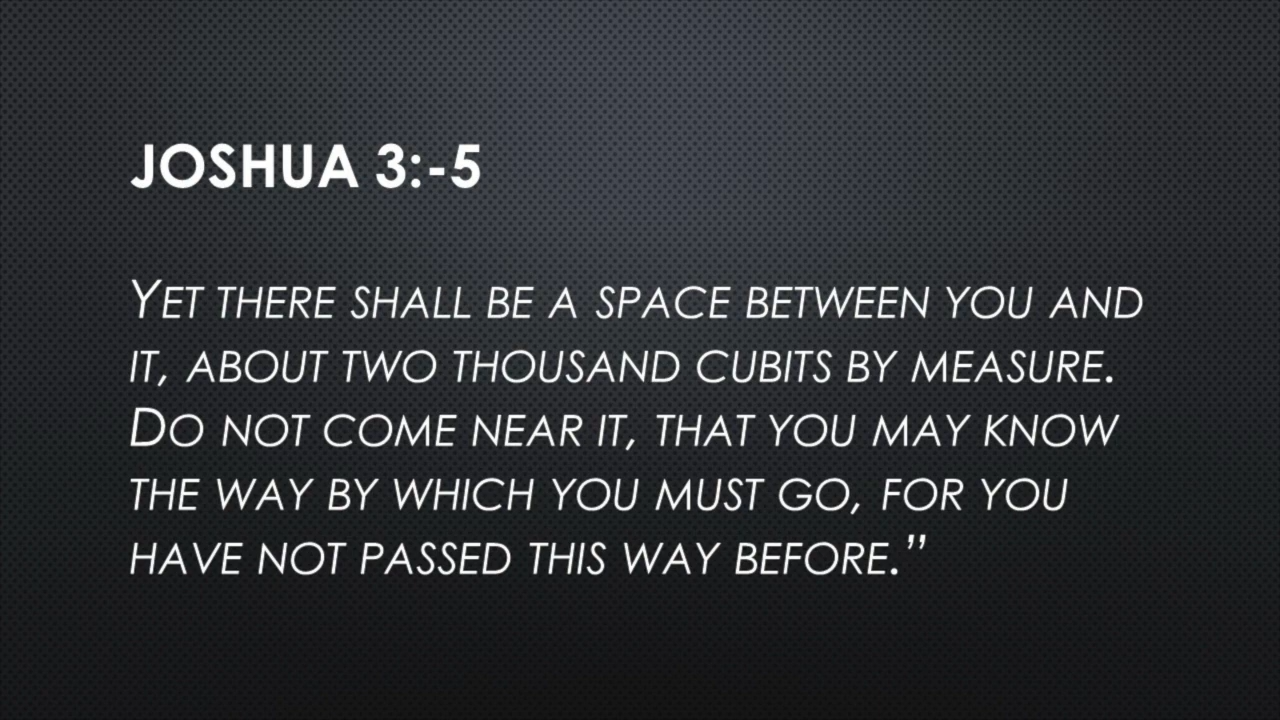 JOSHUA 3:-5
YET THERE SHALL BE A SPACE BETWEEN YOU AND
IT, ABOUT TWO THOUSAND CUBITS BY MEASURE.
DO NOT COME NEAR IT, THAT YOU MAY KNOW
THE WAY BY WHICH YOU MUST GO, FOR YOU
HAVE NOT PASSED THIS WAY BEFORE.”